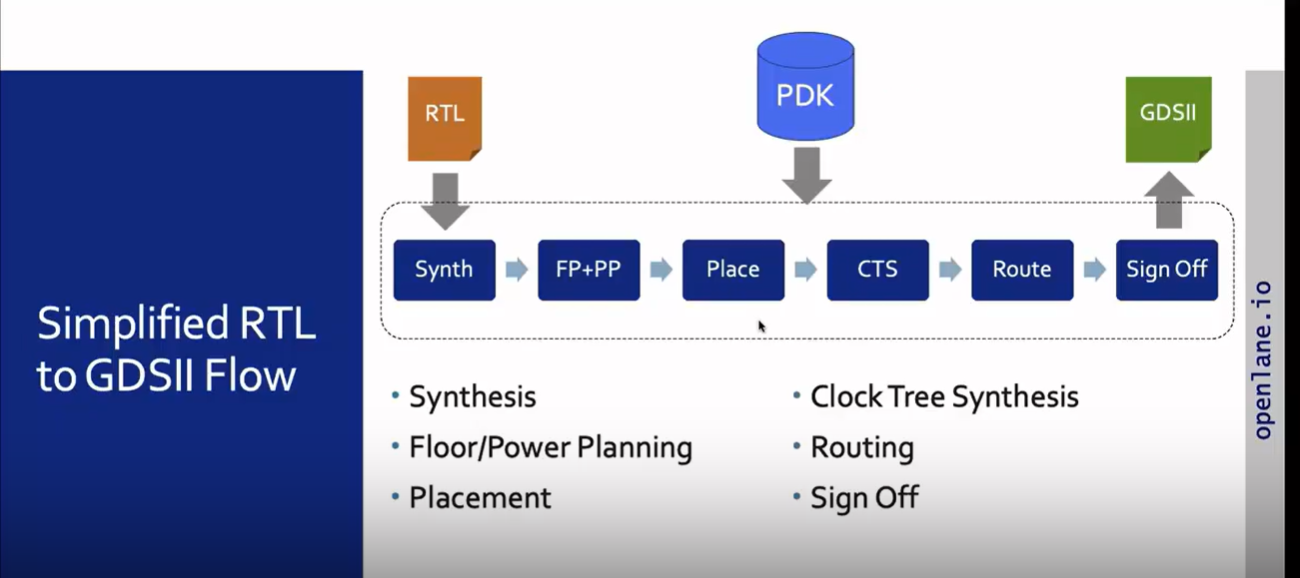 PDK
RTL
GDSII
Synth
FP+PP
Place
CTS
Route
Sign Off
Simplified RTL
to GDSII Flow
• Synthesis
• Floor/Power Planning
• Placement
• Clock Tree Synthesis
• Routing
• Sign Off
openlane.io